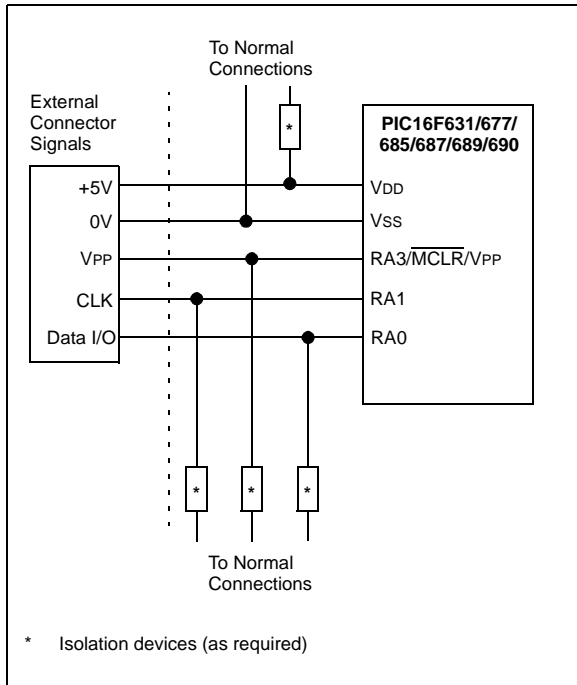 To Normal
Connections
External
Connector
Signals
*
PIC16F631/677/
685/687/689/690
+5V
VDD
0V
VSS
VPP
RA3/MCLR/VPP
CLK
RA1
Data I/O
RA0
*
*
*
To Normal
Connections
* Isolation devices (as required)